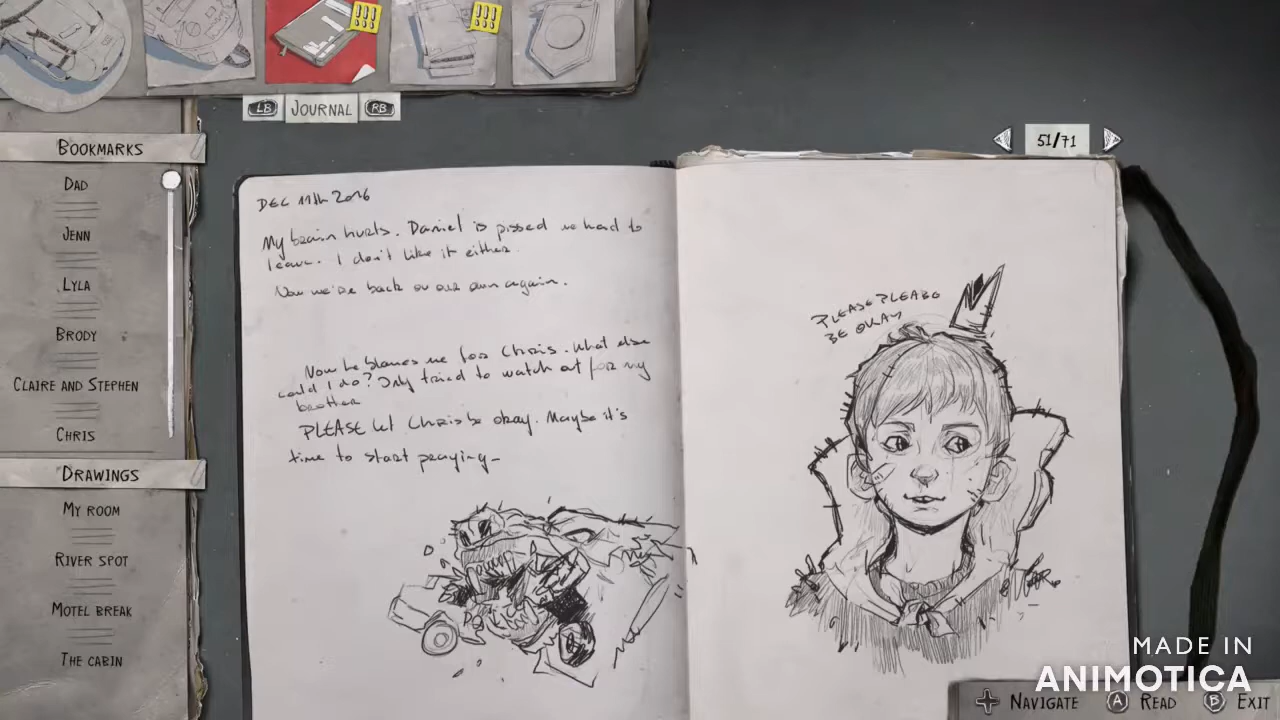 LB JOURNAL RB
BOOKMARKS
DAD
JENN
LYLA
BRODY
CLAIRE AND STEPHEN
CHRIS
DRAWINGS
MY ROOM
RIVER SPOT
MOTEL BREAK
THE CABIN
51/71
DEC 11th 2016
My brain hurts. Daniel is pissed we had to
leave. I don't like it either.
Now we're back on our own again.
Now he blames me for Chris. What else
could I do? I only tried to watch out for my
brother
PLEASE let Chris be okay. Maybe it's
time to start praying-
PLEASE PLEASE
BE OKAY
MADE IN
ANIMOTICA
NAVIGATE A READ B EXIT